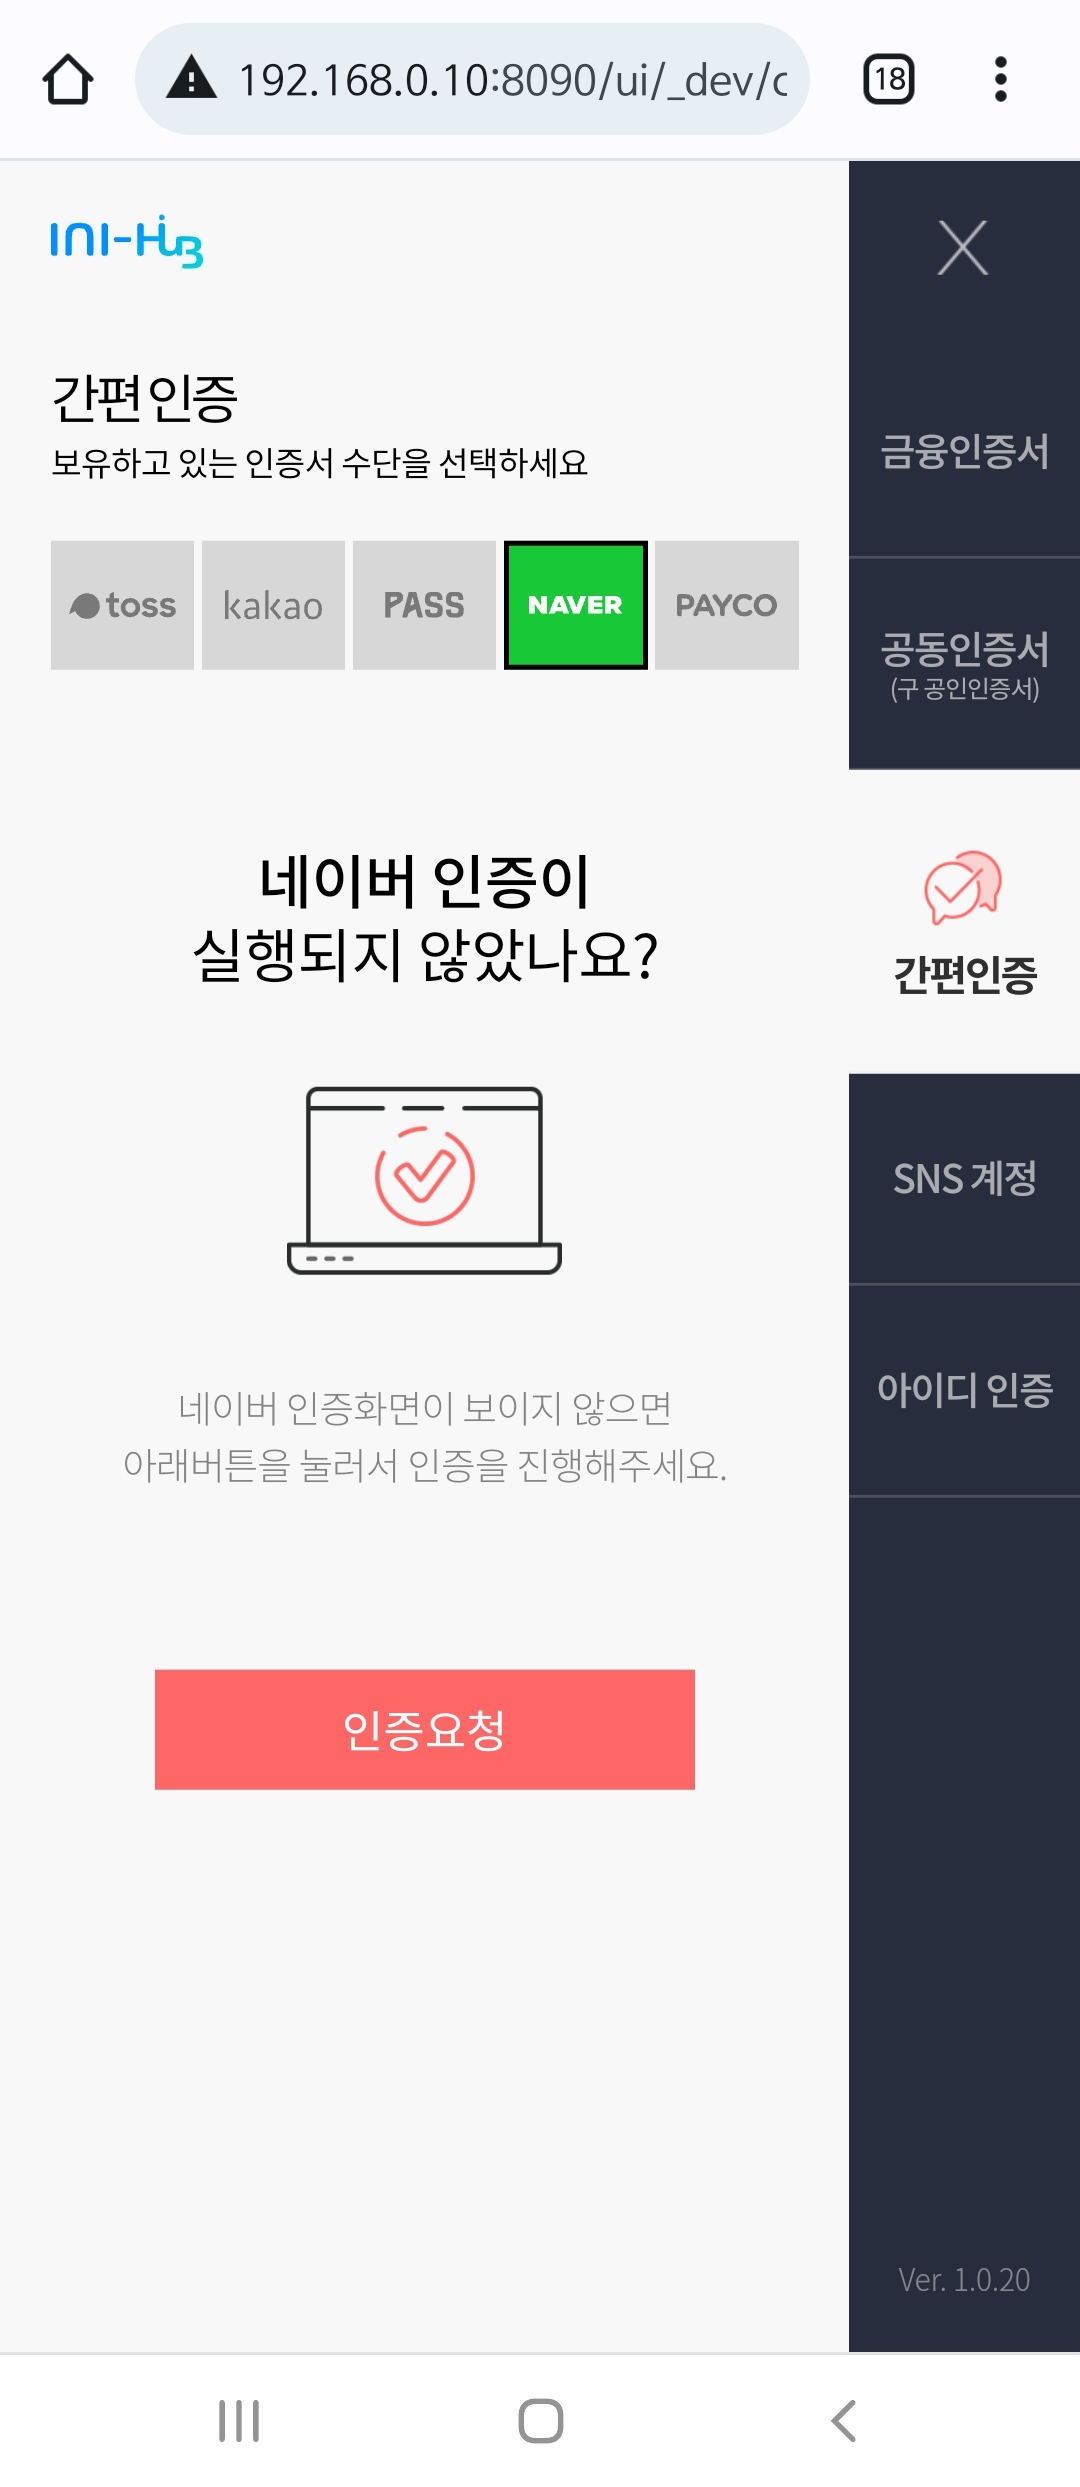 192.168.0.10:8090/ui/_dev/c
18
INI-HUB
간편인증
보유하고 있는 인증서 수단을 선택하세요
toss
kakao
PASS
NAVER
PAYCO
네이버 인증이
실행되지 않았나요?
네이버 인증화면이 보이지 않으면
아래버튼을 눌러서 인증을 진행해주세요.
인증요청
금융인증서
공동인증서
(구 공인인증서)
간편인증
SNS 계정
아이디 인증
Ver. 1.0.20